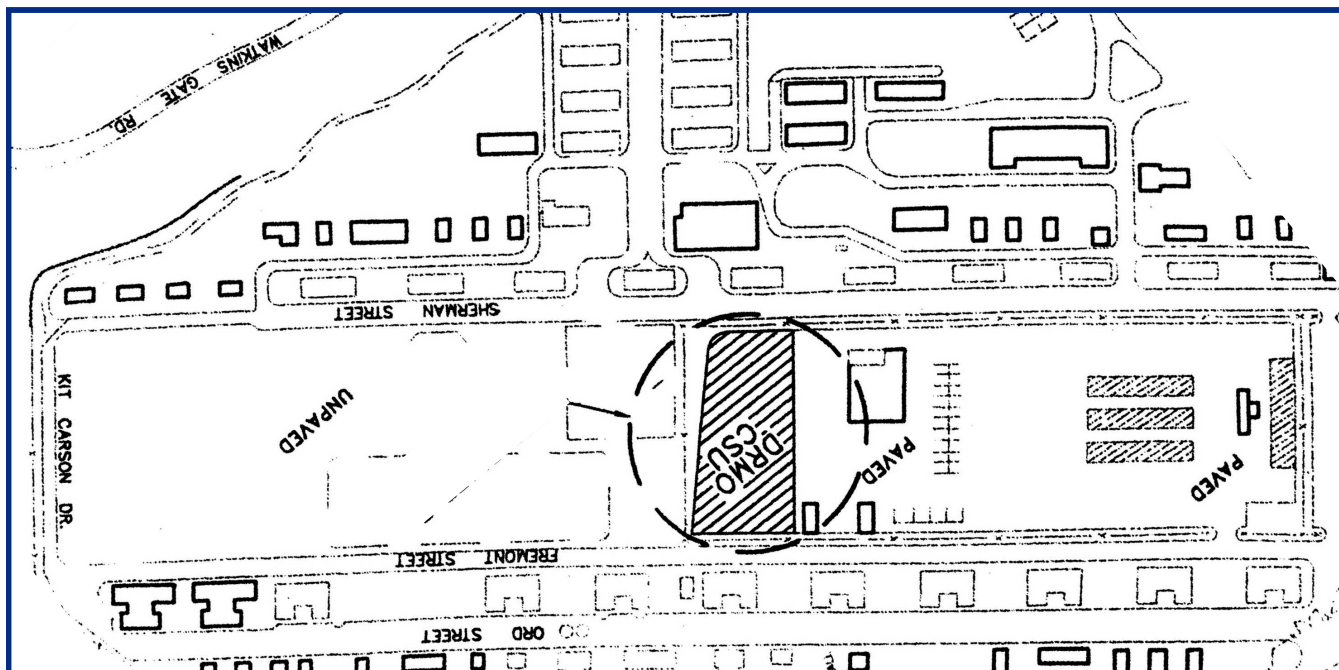 WATKINS GATE RD.
SHERMAN STREET
KIT CARSON DR.
UNPAVED
DRMO
CSU
PAVED
PAVED
FREMONT STREET
ORD STREET